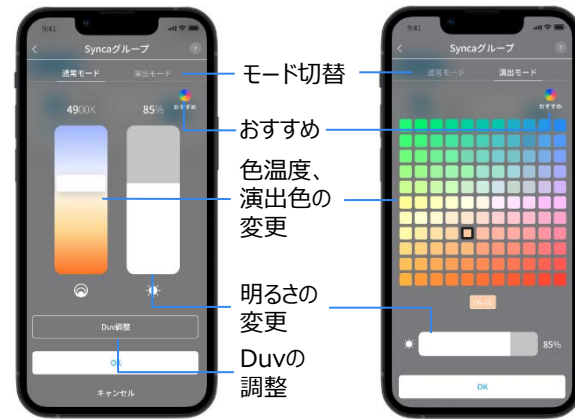 9:41
Syncaグループ
?
通常モード
演出モード
4900K
85%
おすすめ
Duv調整
OK
キャンセル
モード切替
おすすめ
色温度、
演出色の
変更
明るさの
変更
Duvの
調整
9:41
Syncaグループ
?
通常モード
演出モード
おすすめ
06-05
85%
OK